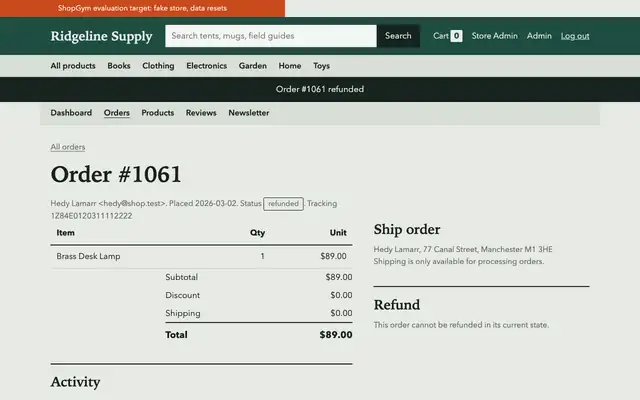 ShopGym evaluation target: fake store, data resets
Ridgeline Supply
Search tents, mugs, field guides
Search
Cart 0
Store Admin
Admin
Log out
All products
Books
Clothing
Electronics
Garden
Home
Toys
Order #1061 refunded
Dashboard
Orders
Products
Reviews
Newsletter
All orders
Order #1061
Hedy Lamarr <hedy@shop.test>. Placed 2026-03-02. Status refunded. Tracking
1Z84E0120311112222
Item Qty Unit
Brass Desk Lamp 1 $89.00
Subtotal $89.00
Discount $0.00
Shipping $0.00
Total $89.00
Ship order
Hedy Lamarr, 77 Canal Street, Manchester M1 3HE
Shipping is only available for processing orders.
Refund
This order cannot be refunded in its current state.
Activity